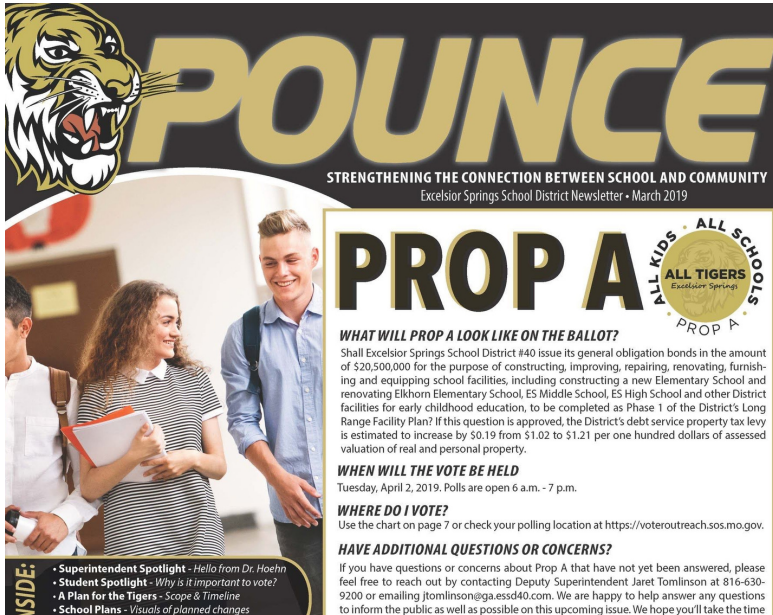 POUNCE
STRENGTHENING THE CONNECTION BETWEEN SCHOOL AND COMMUNITY
Excelsior Springs School District Newsletter • March 2019
PROP A
ALL KIDS • ALL SCHOOLS • PROP A •
ALL TIGERS
Excelsior Springs
WHAT WILL PROP A LOOK LIKE ON THE BALLOT?
Shall Excelsior Springs School District #40 issue its general obligation bonds in the amount
of $20,500,000 for the purpose of constructing, improving, repairing, renovating, furnish-
ing and equipping school facilities, including constructing a new Elementary School and
renovating Elkhorn Elementary School, ES Middle School, ES High School and other District
facilities for early childhood education, to be completed as Phase 1 of the District's Long
Range Facility Plan? If this question is approved, the District's debt service property tax levy
is estimated to increase by $0.19 from $1.02 to $1.21 per one hundred dollars of assessed
valuation of real and personal property.
WHEN WILL THE VOTE BE HELD
Tuesday, April 2, 2019. Polls are open 6 a.m. - 7 p.m.
WHERE DO I VOTE?
Use the chart on page 7 or check your polling location at https://voteroutreach.sos.mo.gov.
HAVE ADDITIONAL QUESTIONS OR CONCERNS?
If you have questions or concerns about Prop A that have not yet been answered, please
feel free to reach out by contacting Deputy Superintendent Jaret Tomlinson at 816-630-
9200 or emailing jtomlinson@ga.essd40.com. We are happy to help answer any questions
to inform the public as well as possible on this upcoming issue. We hope you'll take the time
• Superintendent Spotlight - Hello from Dr. Hoehn
• Student Spotlight - Why is it important to vote?
• A Plan for the Tigers - Scope & Timeline
• School Plans - Visuals of planned changes